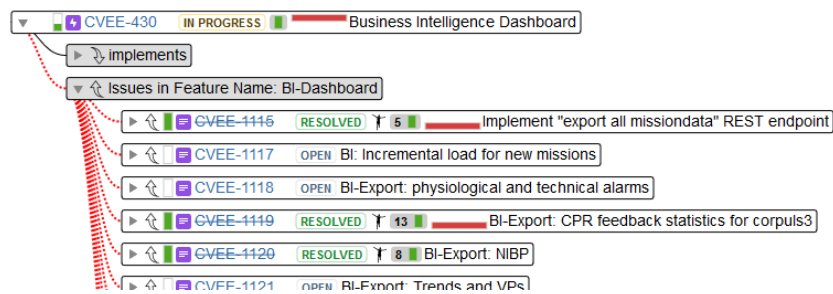 CVEE-430 IN PROGRESS Business Intelligence Dashboard
implements
Issues in Feature Name: BI-Dashboard
CVEE-1115 RESOLVED 5 Implement "export all missiondata" REST endpoint
CVEE-1117 OPEN BI: Incremental load for new missions
CVEE-1118 OPEN BI-Export: physiological and technical alarms
CVEE-1119 RESOLVED 13 BI-Export: CPR feedback statistics for corpuls3
CVEE-1120 RESOLVED 8 BI-Export: NIBP
CVEE-1121 OPEN BI-Export: Trends and VPs